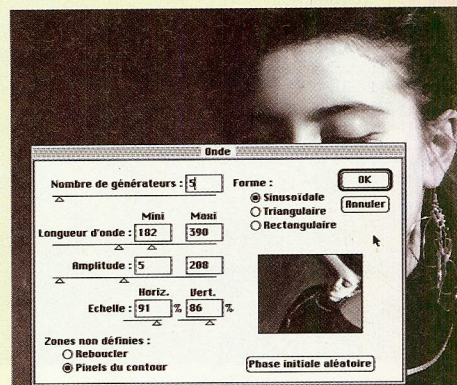 Onde
Nombre de générateurs : 5
Forme :
Sinusoïdale
Triangulaire
Rectangulaire
OK
Annuler
Mini Maxi
Longueur d'onde : 182 390
Amplitude : 5 208
Horiz. Vert.
Echelle : 91 % 86 %
Zones non définies :
Reboucler
Pixels du contour
Phase initiale aléatoire